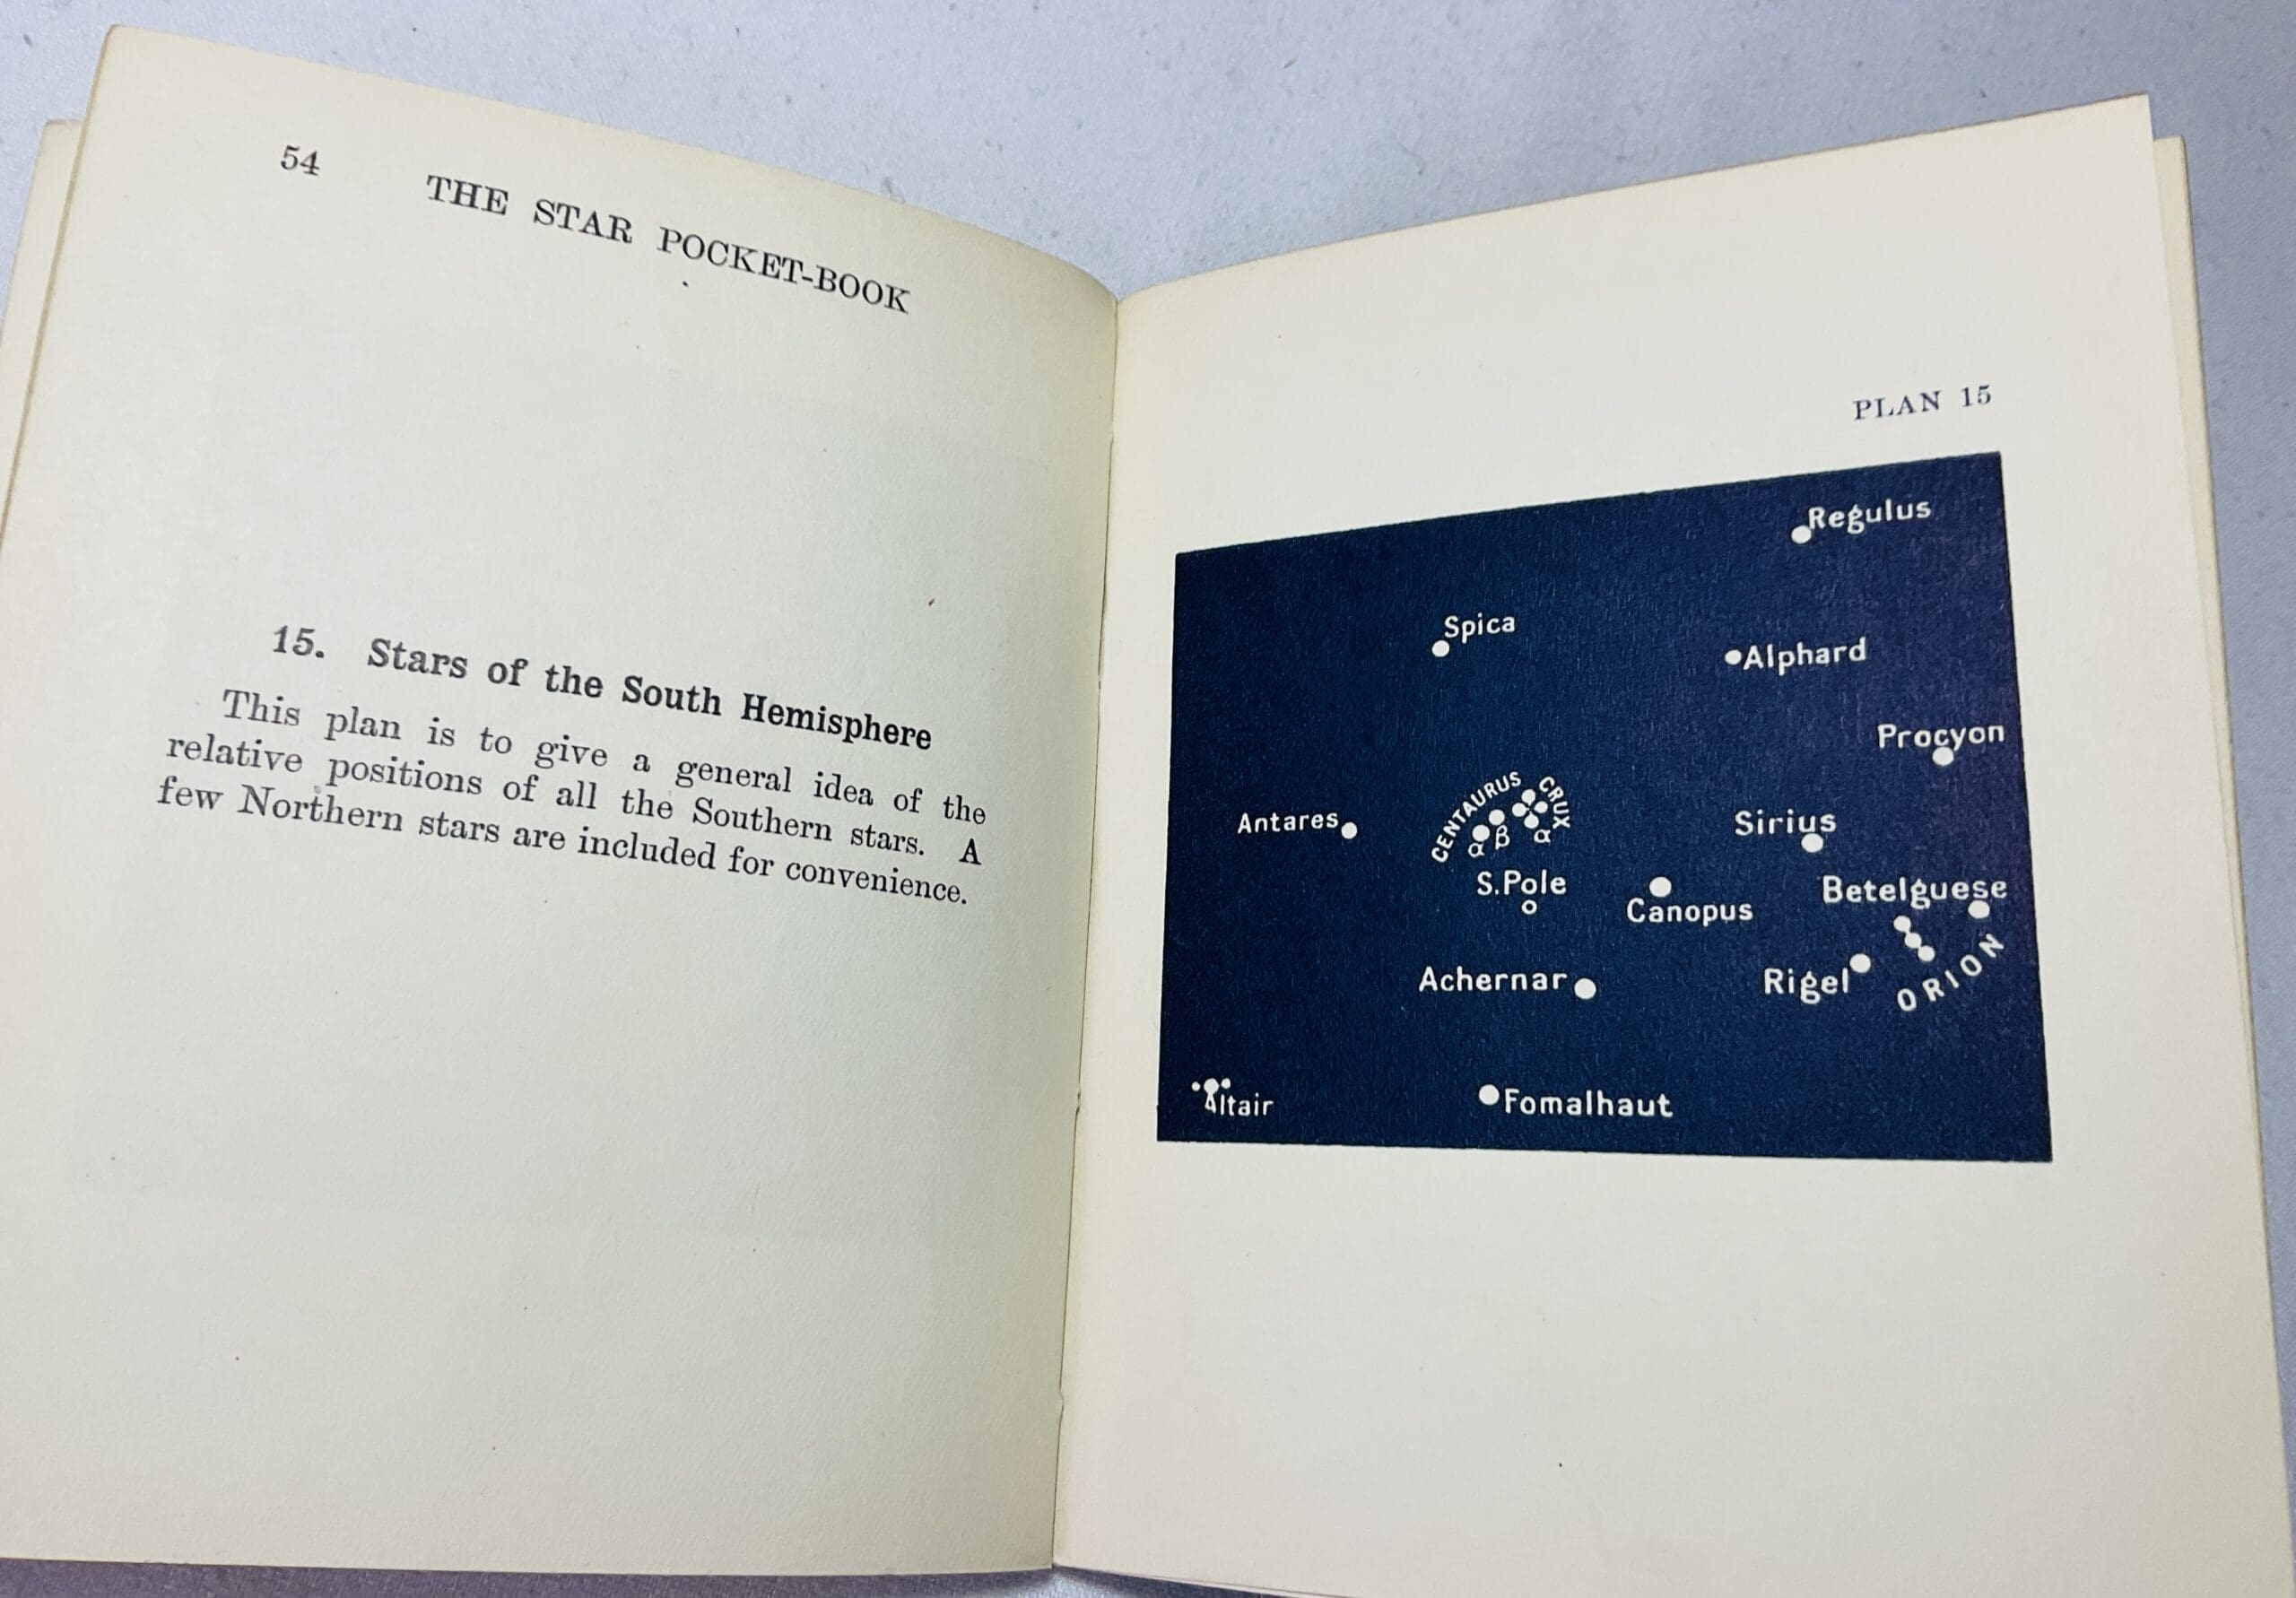 54
THE STAR POCKET-BOOK
15. Stars of the South Hemisphere
This plan is to give a general idea of the
relative positions of all the Southern stars. A
few Northern stars are included for convenience.
PLAN 15
Regulus
Spica
Alphard
Procyon
CENTAURUS
CRUX
Antares
Sirius
α β α
S.Pole
Betelguese
Canopus
Achernar
Rigel
ORION
Altair
Fomalhaut